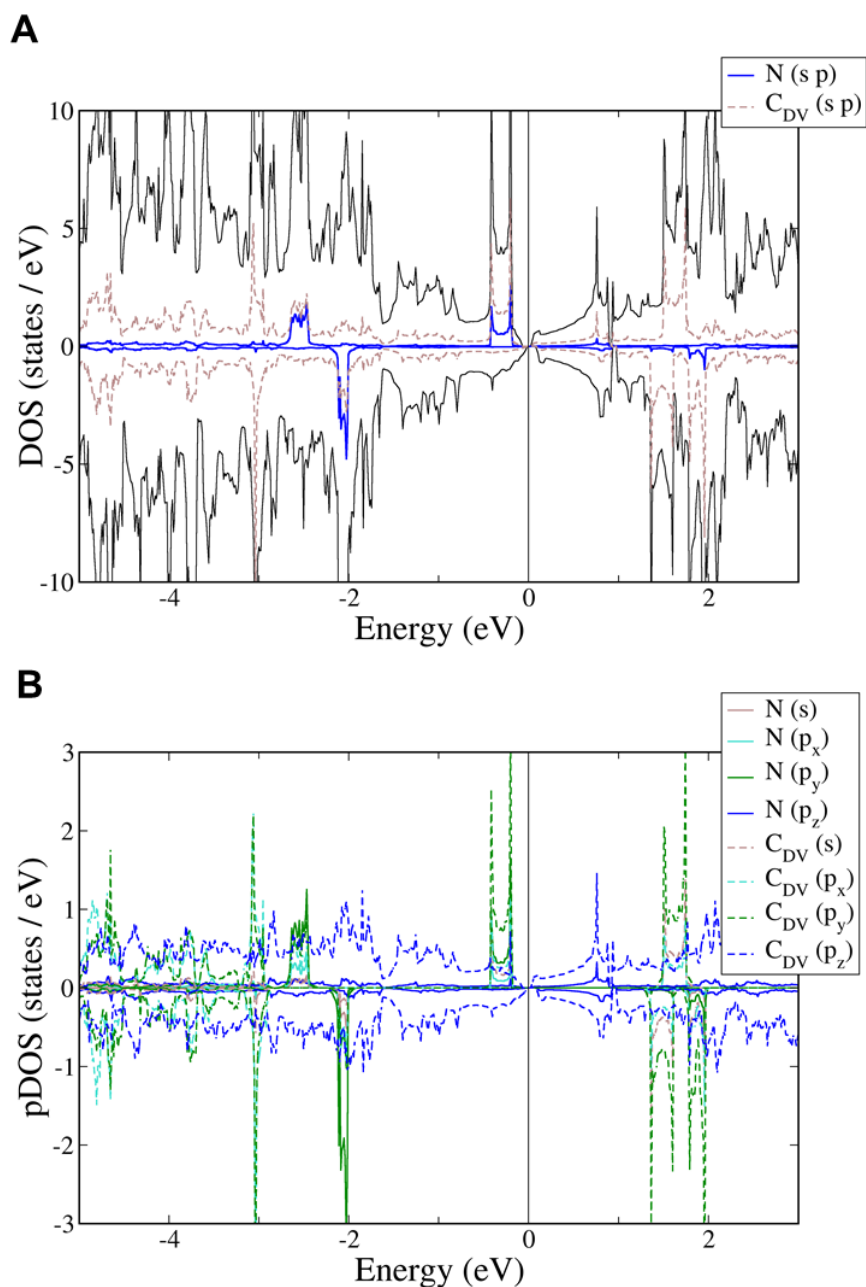 A
N (s p)
C_DV (s p)
10
5
0
-5
-10
DOS (states / eV)
-4 -2 0 2
Energy (eV)
B
N (s)
N (p_x)
N (p_y)
N (p_z)
C_DV (s)
C_DV (p_x)
C_DV (p_y)
C_DV (p_z)
3
2
1
0
-1
-2
-3
pDOS (states / eV)
-4 -2 0 2
Energy (eV)